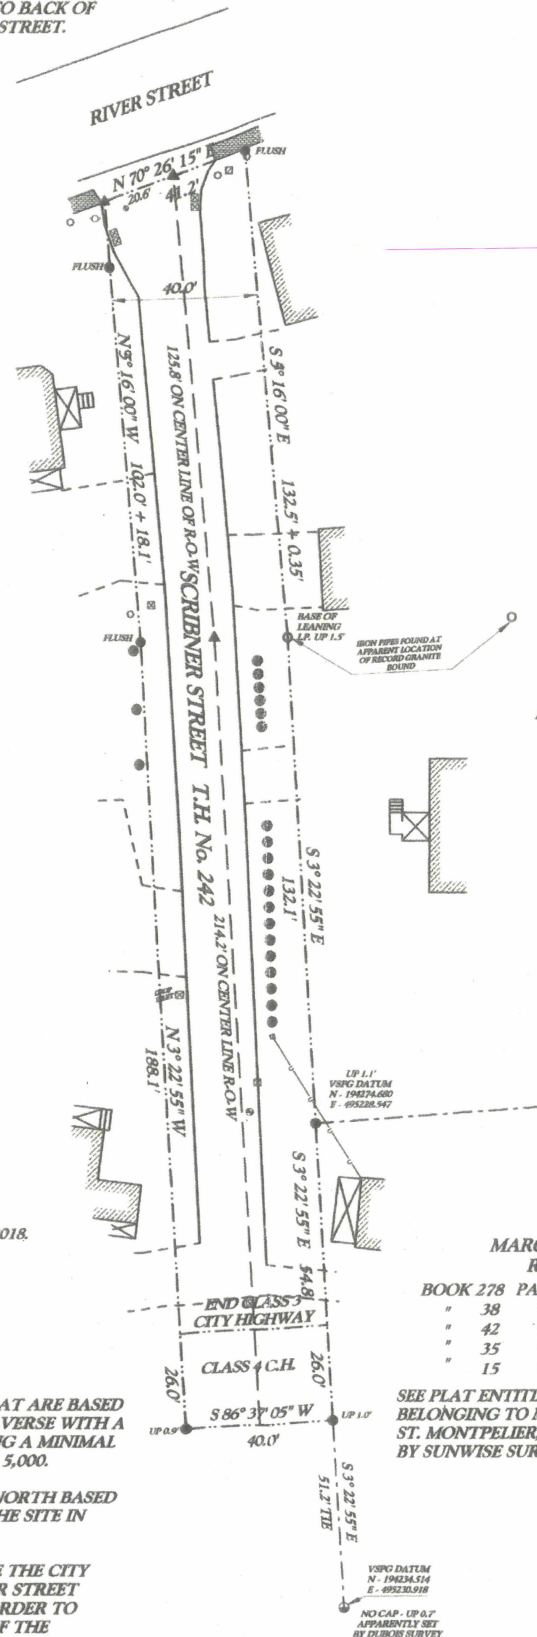 TO BACK OF
STREET.
RIVER STREET
N 70° 26' 15" E
20.6'
41.2'
FLUSH
FLUSH
40.0'
16' 00" W
102.0' + 18.1'
125.8' ON CENTER LINE OF R-O-W
16' 00" E
132.5' + 0.35'
SCRIBNER STREET T.H. No. 242
FLUSH
BASE OF
LEANING
I.P. UP 1.5'
IRON PIPES FOUND AT
APPARENT LOCATION
OF RECORD GRANITE
BOUND
S 3° 22' 55" E
132.1'
214.2' ON CENTER LINE R-O-W
N 3° 22' 55" W
188.1'
UP 1.1'
VSPG DATUM
N - 194274.680
E - 495228.547
S 3° 22' 55" E 54.8'
2018.
MARG
R
BOOK 278 PA
" 38
" 42
" 35
" 15
END CLASS 3
CITY HIGHWAY
CLASS 4 C.H.
26.0'
26.0'
S 86° 37' 05" W
40.0'
UP 0.9'
UP 1.0'
SEE PLAT ENTITL
BELONGING TO
ST. MONTPELIER,
BY SUNWISE SUR
AT ARE BASED
VERSE WITH A
G A MINIMAL
5,000.
NORTH BASED
HE SITE IN
E THE CITY
R STREET
RDER TO
F THE
S 3° 22' 55" E
51.2' TIE
VSPG DATUM
N - 194234.514
E - 495230.918
NO CAP - UP 0.7'
APPARENTLY SET
BY DUBOIS SURVEY